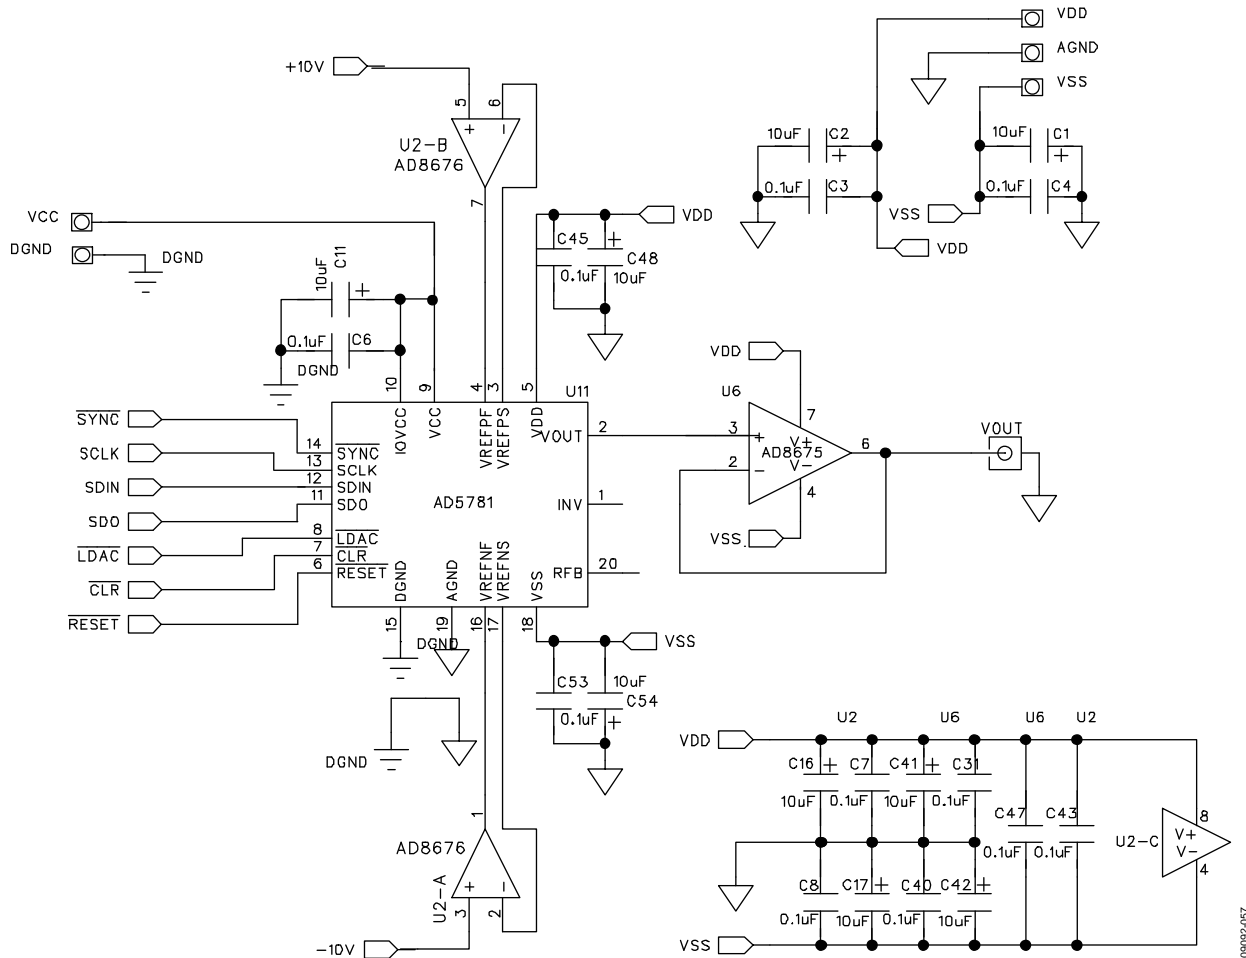 VDD
AGND
VSS
+10V
5
6
+
−
U2-B
AD8676
7
10uF
C2
+
10uF
C1
+
0.1uF
C3
0.1uF
C4
VSS
VDD
VCC
DGND
DGND
VDD
C45
+
C48
0.1uF
10uF
10uF
C11
+
0.1uF
C6
DGND
10
9
4
3
5
U11
IOVCC
VCC
VREFPF
VREFPS
VDD
VOUT
2
SYNC
14
SYNC
SCLK
13
SCLK
SDIN
12
SDIN
SDO
11
SDO
LDAC
8
LDAC
CLR
7
CLR
RESET
6
RESET
AD5781
INV
1
RFB
20
DGND
AGND
VREFNF
VREFNS
VSS
15
19
16
17
18
DGND
VDD
U6
7
3
+
V+
AD8675
V−
2
−
6
4
VSS
VOUT
VSS
C53
10uF
C54
0.1uF
+
DGND
1
AD8676
U2-A
+
−
3
2
−10V
U2
U6
U6
U2
VDD
C16
+
C7
C41
+
C31
10uF
0.1uF
10uF
0.1uF
C47
C43
0.1uF
0.1uF
8
U2-C
V+
V−
4
C8
C17
+
C40
C42
+
0.1uF
10uF
0.1uF
10uF
VSS
09092-057